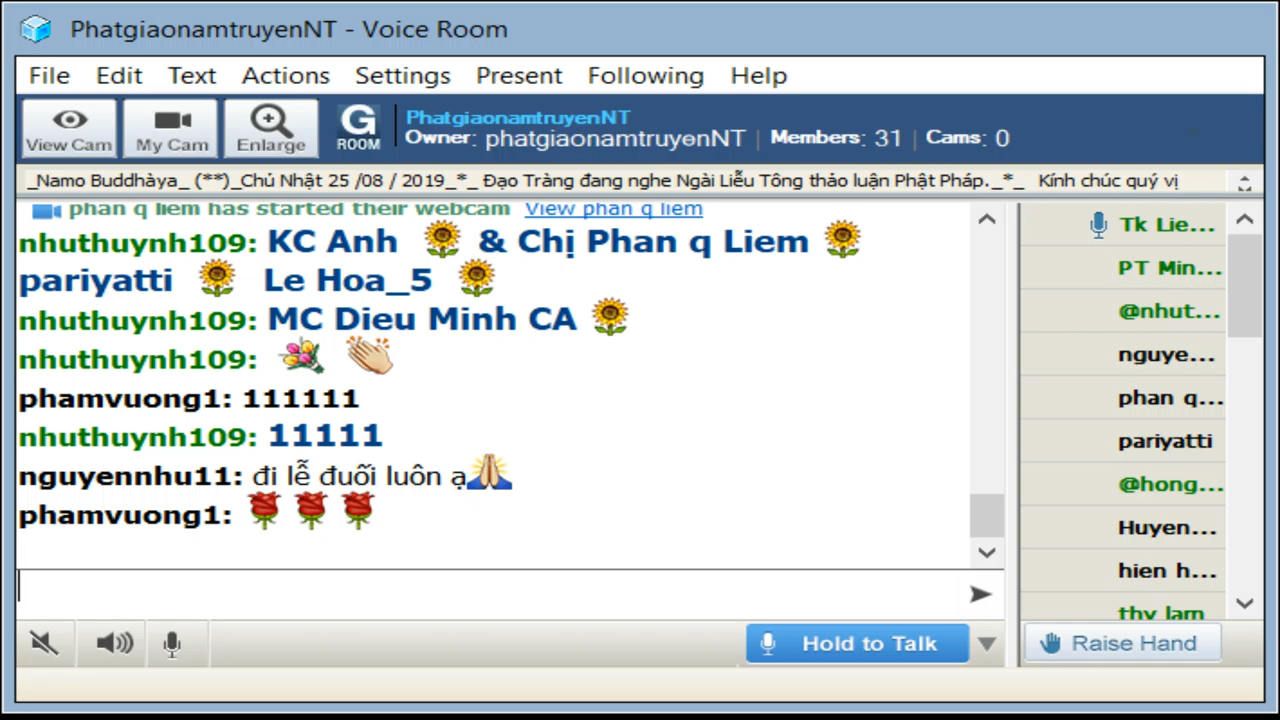 PhatgiaonamtruyenNT - Voice Room
File Edit Text Actions Settings Present Following Help
View Cam My Cam Enlarge G ROOM
PhatgiaonamtruyenNT
Owner: phatgiaonamtruyenNT | Members: 31 | Cams: 0
_Namo Buddhàya_ (**)_Chủ Nhật 25 /08 / 2019_*_ Đạo Tràng đang nghe Ngài Liễu Tông thảo luận Phật Pháp._*_ Kính chúc quý vị
phan q liem has started their webcam View phan q liem
nhuthuynh109: KC Anh 🌻 & Chị Phan q Liem 🌻
pariyatti 🌻 Le Hoa_5 🌻
nhuthuynh109: MC Dieu Minh CA 🌻
nhuthuynh109: 💐 👏
phamvuong1: 111111
nhuthuynh109: 11111
nguyennhu11: đi lễ đuối luôn ạ🙏
phamvuong1: 🌹 🌹 🌹
Tk Lie...
PT Min...
@nhut...
nguye...
phan q...
pariyatti
@hong...
Huyen...
hien h...
thy lam
Hold to Talk
Raise Hand